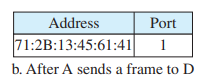 Address Port
71:2B:13:45:61:41 1
b. After A sends a frame to D